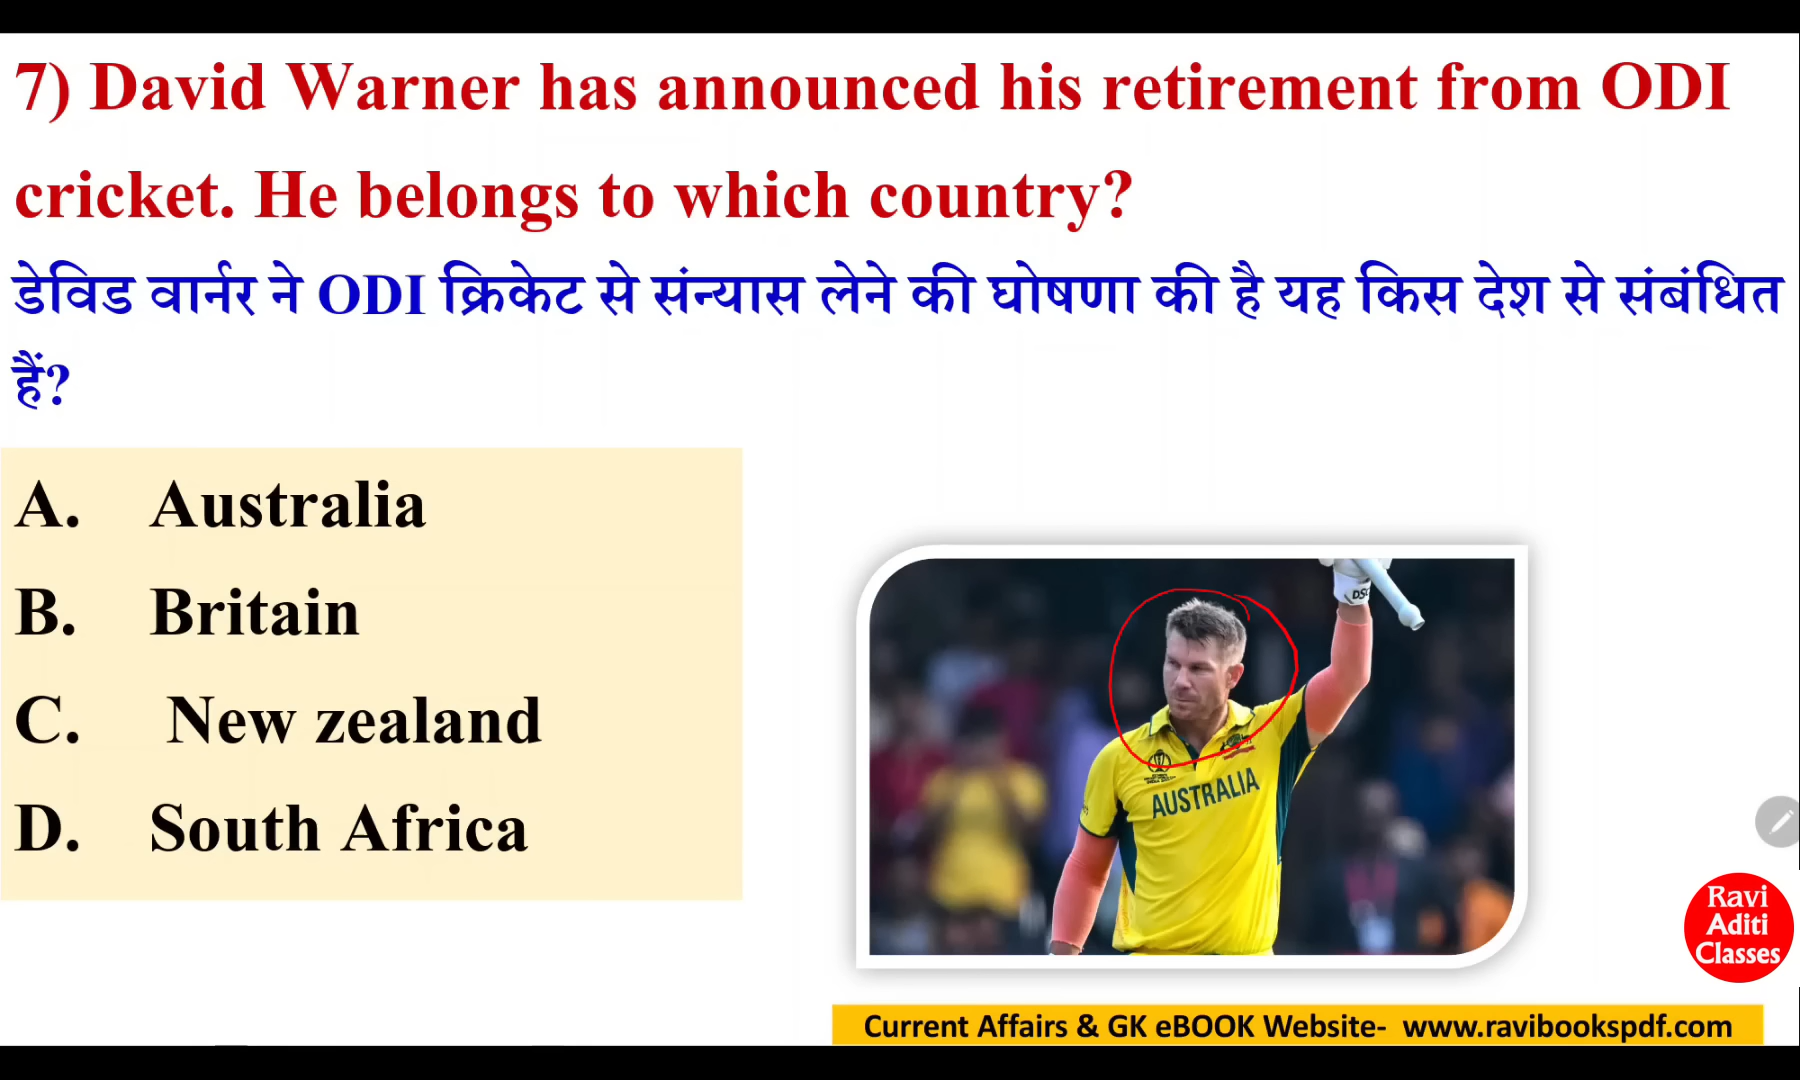 7) David Warner has announced his retirement from ODI
cricket. He belongs to which country?
डेविड वार्नर ने ODI क्रिकेट से संन्यास लेने की घोषणा की है यह किस देश से संबंधित
हैं?
A. Australia
B. Britain
C. New zealand
D. South Africa
DSC
AUSTRALIA
Ravi
Aditi
Classes
Current Affairs & GK eBOOK Website- www.ravibookspdf.com